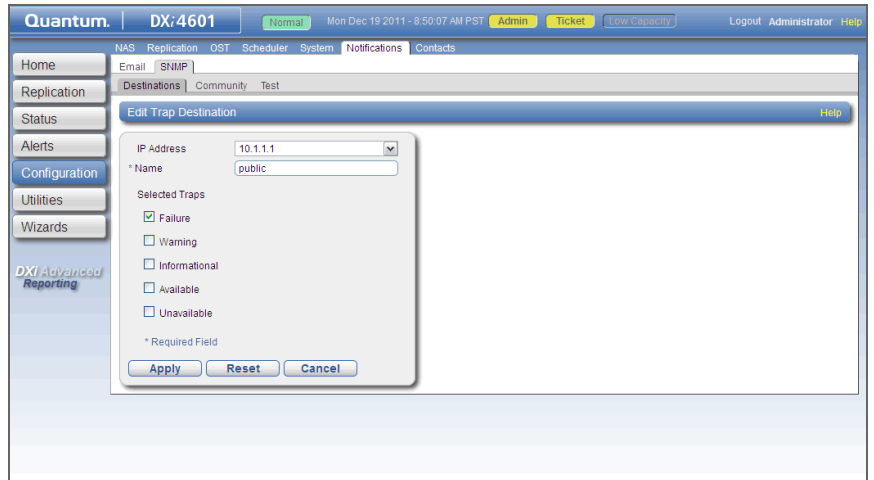 Quantum. DXi4601 Normal Mon Dec 19 2011 - 8:50:07 AM PST Admin Ticket Low Capacity Logout Administrator Help
NAS Replication OST Scheduler System Notifications Contacts
Home
Replication
Status
Alerts
Configuration
Utilities
Wizards
DXi Advanced
Reporting
Email SNMP
Destinations Community Test
Edit Trap Destination Help
IP Address 10.1.1.1
* Name public
Selected Traps
Failure
Warning
Informational
Available
Unavailable
* Required Field
Apply Reset Cancel